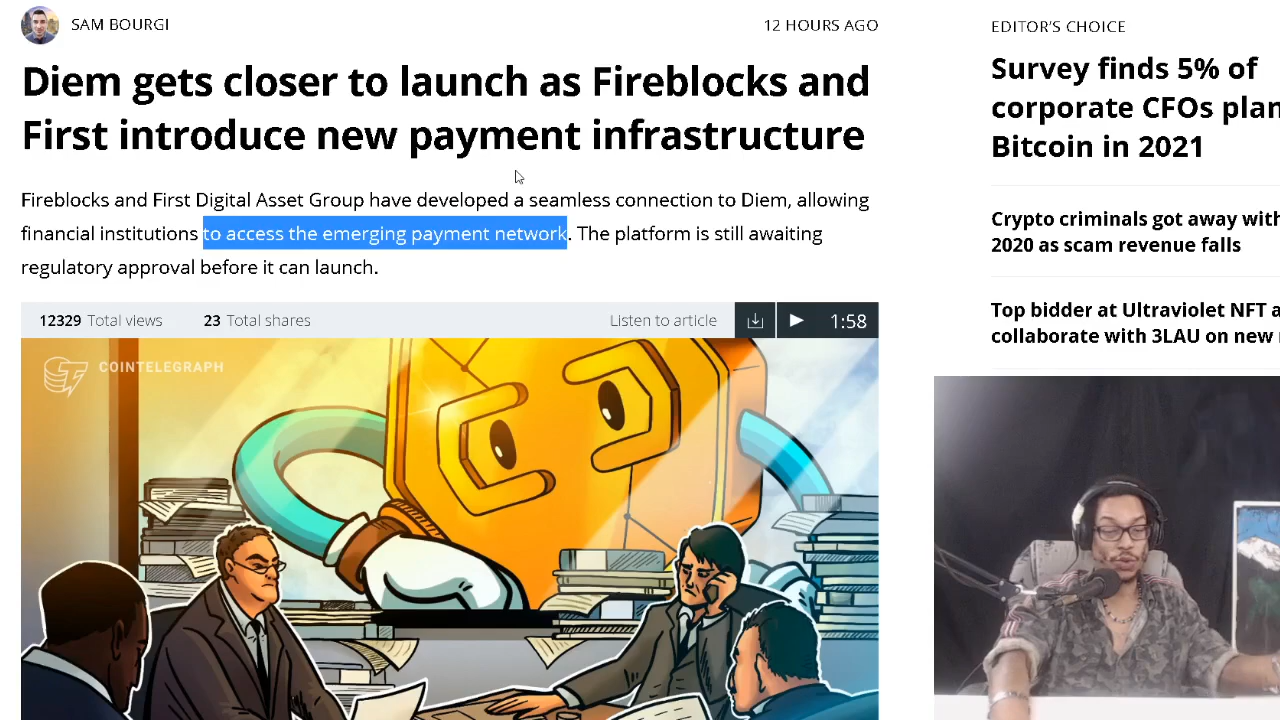 SAM BOURGI
12 HOURS AGO
Diem gets closer to launch as Fireblocks and
First introduce new payment infrastructure
Fireblocks and First Digital Asset Group have developed a seamless connection to Diem, allowing
financial institutions to access the emerging payment network. The platform is still awaiting
regulatory approval before it can launch.
12329 Total views 23 Total shares Listen to article 1:58
COINTELEGRAPH
EDITOR'S CHOICE
Survey finds 5% of
corporate CFOs plan
Bitcoin in 2021
Crypto criminals got away with
2020 as scam revenue falls
Top bidder at Ultraviolet NFT
collaborate with 3LAU on new